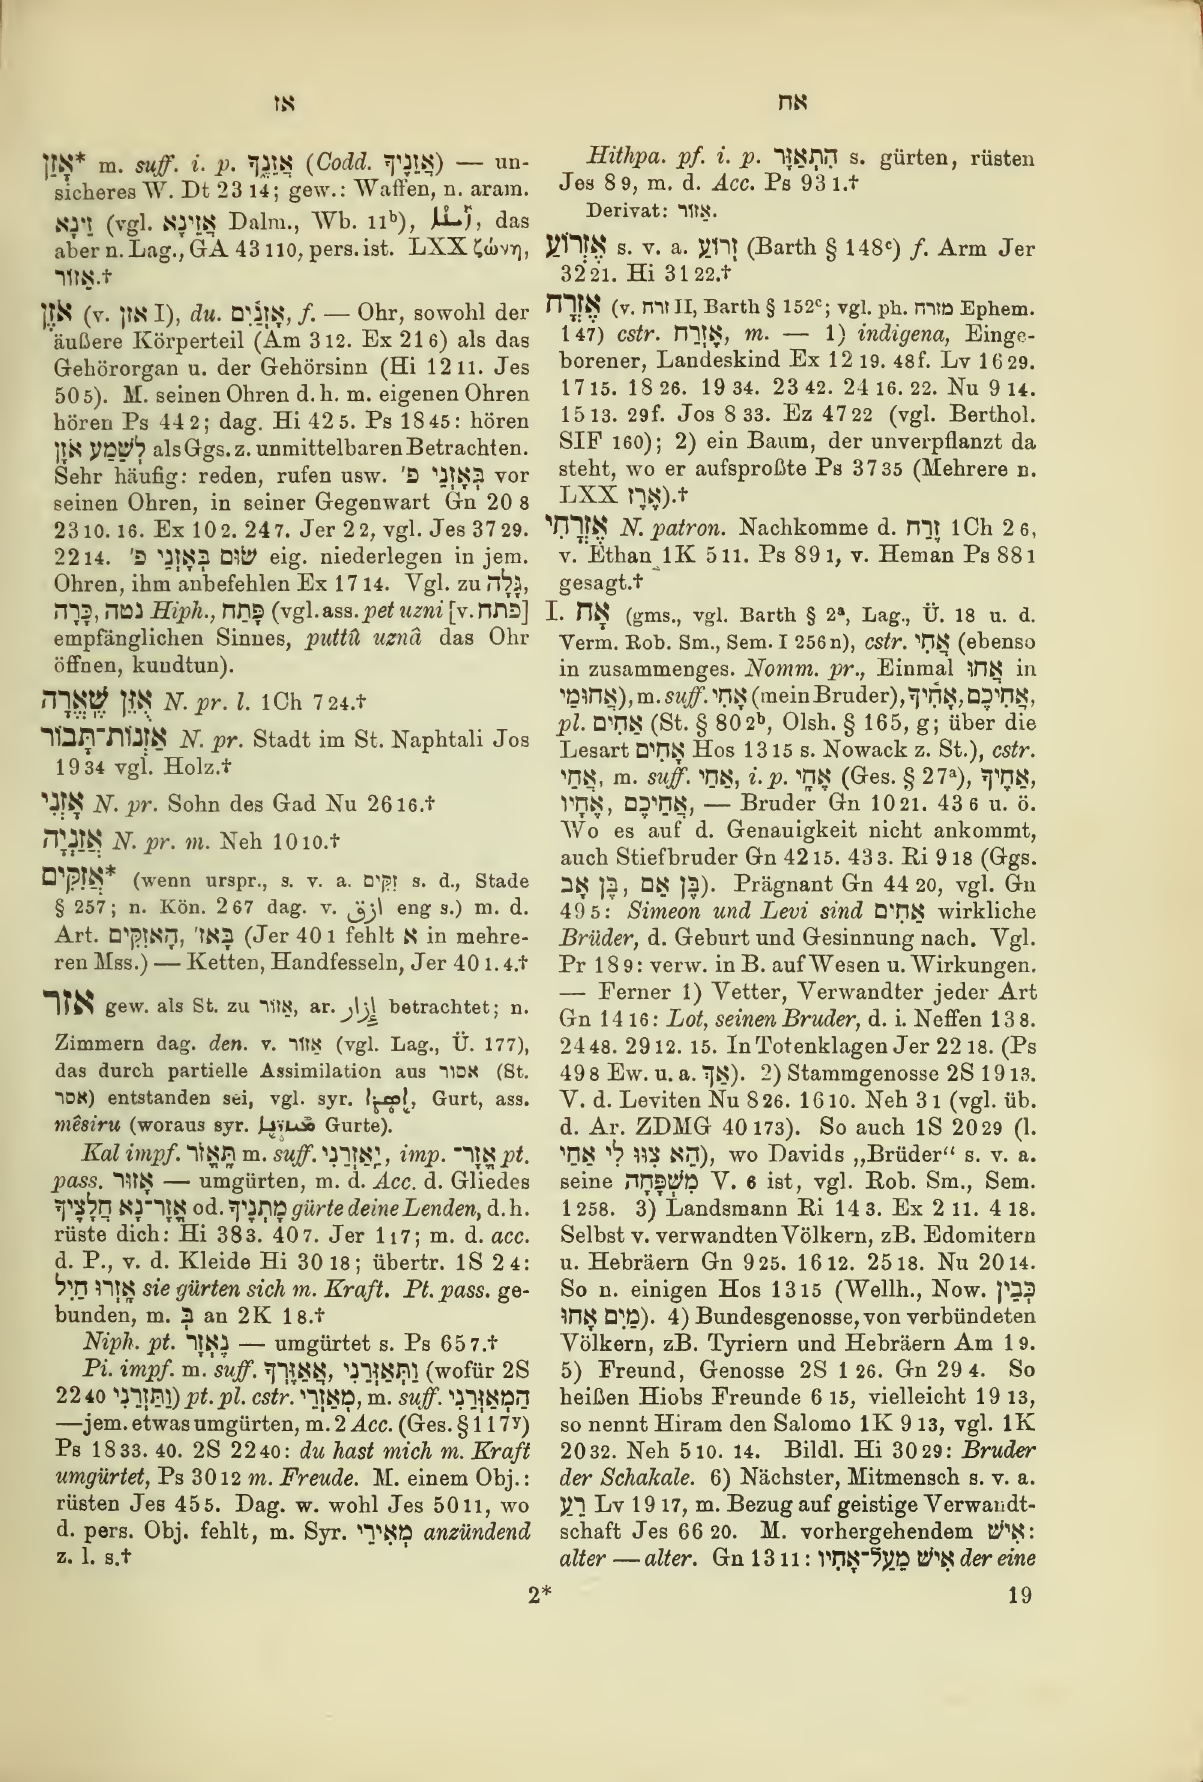 אז
אָזֵן* m. suff. i. p. אֲזֵנֶךָ (Codd. אֲזֵנֶיךָ) — un-
sicheres W. Dt 23 14; gew.: Waffen, n. aram.
זֵינָא (vgl. אֲזֵינָא Dalm., Wb. 11ᵇ), das
aber n. Lag., GA 43 110, pers. ist. LXX ζώνη,
אֵזוֹר.†
אֹזֶן (v. אזן I), du. אָזְנַיִם, f. — Ohr, sowohl der
äußere Körperteil (Am 3 12. Ex 21 6) als das
Gehörorgan u. der Gehörsinn (Hi 12 11. Jes
50 5). M. seinen Ohren d. h. m. eigenen Ohren
hören Ps 44 2; dag. Hi 42 5. Ps 18 45: hören
לְשֵׁמַע אֹזֶן als Ggs. z. unmittelbaren Betrachten.
Sehr häufig: reden, rufen usw. בְּאָזְנֵי פ׳ vor
seinen Ohren, in seiner Gegenwart Gn 20 8
23 10. 16. Ex 10 2. 24 7. Jer 2 2, vgl. Jes 37 29.
22 14. שׂוּם בְּאָזְנֵי פ׳ eig. niederlegen in jem.
Ohren, ihm anbefehlen Ex 17 14. Vgl. zu גָּלָה,
כָּרָה, נטה Hiph., פָּתַח (vgl. ass. pet uzni [v. פתח]
empfänglichen Sinnes, puttû uznâ das Ohr
öffnen, kundtun).
אֻזֵּן שֶׁאֱרָה N. pr. l. 1Ch 7 24.†
אַזְנוֹת־תָּבוֹר N. pr. Stadt im St. Naphtali Jos
19 34 vgl. Holz.†
אָזְנִי N. pr. Sohn des Gad Nu 26 16.†
אֲזַנְיָה N. pr. m. Neh 10 10.†
אֲזִקִּים* (wenn urspr., s. v. a. זִקִּים s. d., Stade
§ 257; n. Kön. 2 67 dag. v. ازق eng s.) m. d.
Art. הָאזִקִּים, בָּאז׳ (Jer 40 1 fehlt א in mehre-
ren Mss.) — Ketten, Handfesseln, Jer 40 1. 4.†
אזר gew. als St. zu אֵזוֹר, ar. إزار betrachtet; n.
Zimmern dag. den. v. אֵזוֹר (vgl. Lag., Ü. 177),
das durch partielle Assimilation aus אסור (St.
אסר) entstanden sei, vgl. syr. Gurt, ass.
mêsiru (woraus syr. Gurte).
Kal impf. תֶּאֱזוֹר m. suff. יַאַזְרֵנִי, imp. אֱזָר־ pt.
pass. אָזוּר — umgürten, m. d. Acc. d. Gliedes
אֱזָר־נָא חֲלָצֶיךָ od. מָתְנֶיךָ gürte deine Lenden, d. h.
rüste dich: Hi 38 3. 40 7. Jer 1 17; m. d. acc.
d. P., v. d. Kleide Hi 30 18; übertr. 1S 2 4:
אָזְרוּ חַיִל sie gürten sich m. Kraft. Pt. pass. ge-
bunden, m. בְּ an 2K 1 8.†
Niph. pt. נֶאְזָר — umgürtet s. Ps 65 7.†
Pi. impf. m. suff. אֲאַזֶּרְךָ, וַתְּאַזְּרֵנִי (wofür 2S
22 40 וַתַּזְרֵנִי) pt. pl. cstr. מְאַזְּרֵי, m. suff. הַמְאַזְּרֵנִי
— jem. etwas umgürten, m. 2 Acc. (Ges. § 117ʸ)
Ps 18 33. 40. 2S 22 40: du hast mich m. Kraft
umgürtet, Ps 30 12 m. Freude. M. einem Obj.:
rüsten Jes 45 5. Dag. w. wohl Jes 50 11, wo
d. pers. Obj. fehlt, m. Syr. מְאִירֵי anzündend
z. l. s.†
אח
Hithpa. pf. i. p. הִתְאַזָּר s. gürten, rüsten
Jes 8 9, m. d. Acc. Ps 93 1.†
Derivat: אֵזוֹר.
אֶזְרוֹעַ s. v. a. זְרוֹעַ (Barth § 148ᶜ) f. Arm Jer
32 21. Hi 31 22.†
אֶזְרָח (v. זרח II, Barth § 152ᶜ; vgl. ph. מזרח Ephem.
1 47) cstr. אֶזְרַח, m. — 1) indigena, Einge-
borener, Landeskind Ex 12 19. 48f. Lv 16 29.
17 15. 18 26. 19 34. 23 42. 24 16. 22. Nu 9 14.
15 13. 29f. Jos 8 33. Ez 47 22 (vgl. Berthol.
SIF 160); 2) ein Baum, der unverpflanzt da
steht, wo er aufsproßte Ps 37 35 (Mehrere n.
LXX אֶרֶז).†
אֶזְרָחִי N. patron. Nachkomme d. זֶרַח 1Ch 2 6,
v. Ethan 1K 5 11. Ps 89 1, v. Heman Ps 88 1
gesagt.†
I. אָח (gms., vgl. Barth § 2ᵃ, Lag., Ü. 18 u. d.
Verm. Rob. Sm., Sem. I 256 n), cstr. אֲחִי (ebenso
in zusammenges. Nomm. pr., Einmal אחו in
אחומי), m. suff. אָחִי (mein Bruder), אָחִיךָ, אֲחִיכֶם,
pl. אַחִים (St. § 802ᵇ, Olsh. § 165, g; über die
Lesart אָחִים Hos 13 15 s. Nowack z. St.), cstr.
אֲחֵי, m. suff. אַחַי, i. p. אֶחָי (Ges. § 27ᵃ), אַחֶיךָ,
אֶחָיו, אֲחֵיכֶם, — Bruder Gn 10 21. 43 6 u. ö.
Wo es auf d. Genauigkeit nicht ankommt,
auch Stiefbruder Gn 42 15. 43 3. Ri 9 18 (Ggs.
בֶּן אֵם, בֶּן אָב). Prägnant Gn 44 20, vgl. Gn
49 5: Simeon und Levi sind אַחִים wirkliche
Brüder, d. Geburt und Gesinnung nach. Vgl.
Pr 18 9: verw. in B. auf Wesen u. Wirkungen.
— Ferner 1) Vetter, Verwandter jeder Art
Gn 14 16: Lot, seinen Bruder, d. i. Neffen 13 8.
24 48. 29 12. 15. In Totenklagen Jer 22 18. (Ps
49 8 Ew. u. a. אַךְ). 2) Stammgenosse 2S 19 13.
V. d. Leviten Nu 8 26. 16 10. Neh 3 1 (vgl. üb.
d. Ar. ZDMG 40 173). So auch 1S 20 29 (l.
הֵא צִוּוּ לִי אַחַי), wo Davids „Brüder“ s. v. a.
seine מִשְׁפָּחָה V. 6 ist, vgl. Rob. Sm., Sem.
1 258. 3) Landsmann Ri 14 3. Ex 2 11. 4 18.
Selbst v. verwandten Völkern, zB. Edomitern
u. Hebräern Gn 9 25. 16 12. 25 18. Nu 20 14.
So n. einigen Hos 13 15 (Wellh., Now. כְּבֵין
מַיִם אָחוּ). 4) Bundesgenosse, von verbündeten
Völkern, zB. Tyriern und Hebräern Am 1 9.
5) Freund, Genosse 2S 1 26. Gn 29 4. So
heißen Hiobs Freunde 6 15, vielleicht 19 13,
so nennt Hiram den Salomo 1K 9 13, vgl. 1K
20 32. Neh 5 10. 14. Bildl. Hi 30 29: Bruder
der Schakale. 6) Nächster, Mitmensch s. v. a.
רֵעַ Lv 19 17, m. Bezug auf geistige Verwandt-
schaft Jes 66 20. M. vorhergehendem אִישׁ:
alter — alter. Gn 13 11: אִישׁ מֵעַל־אָחִיו der eine
2*
19